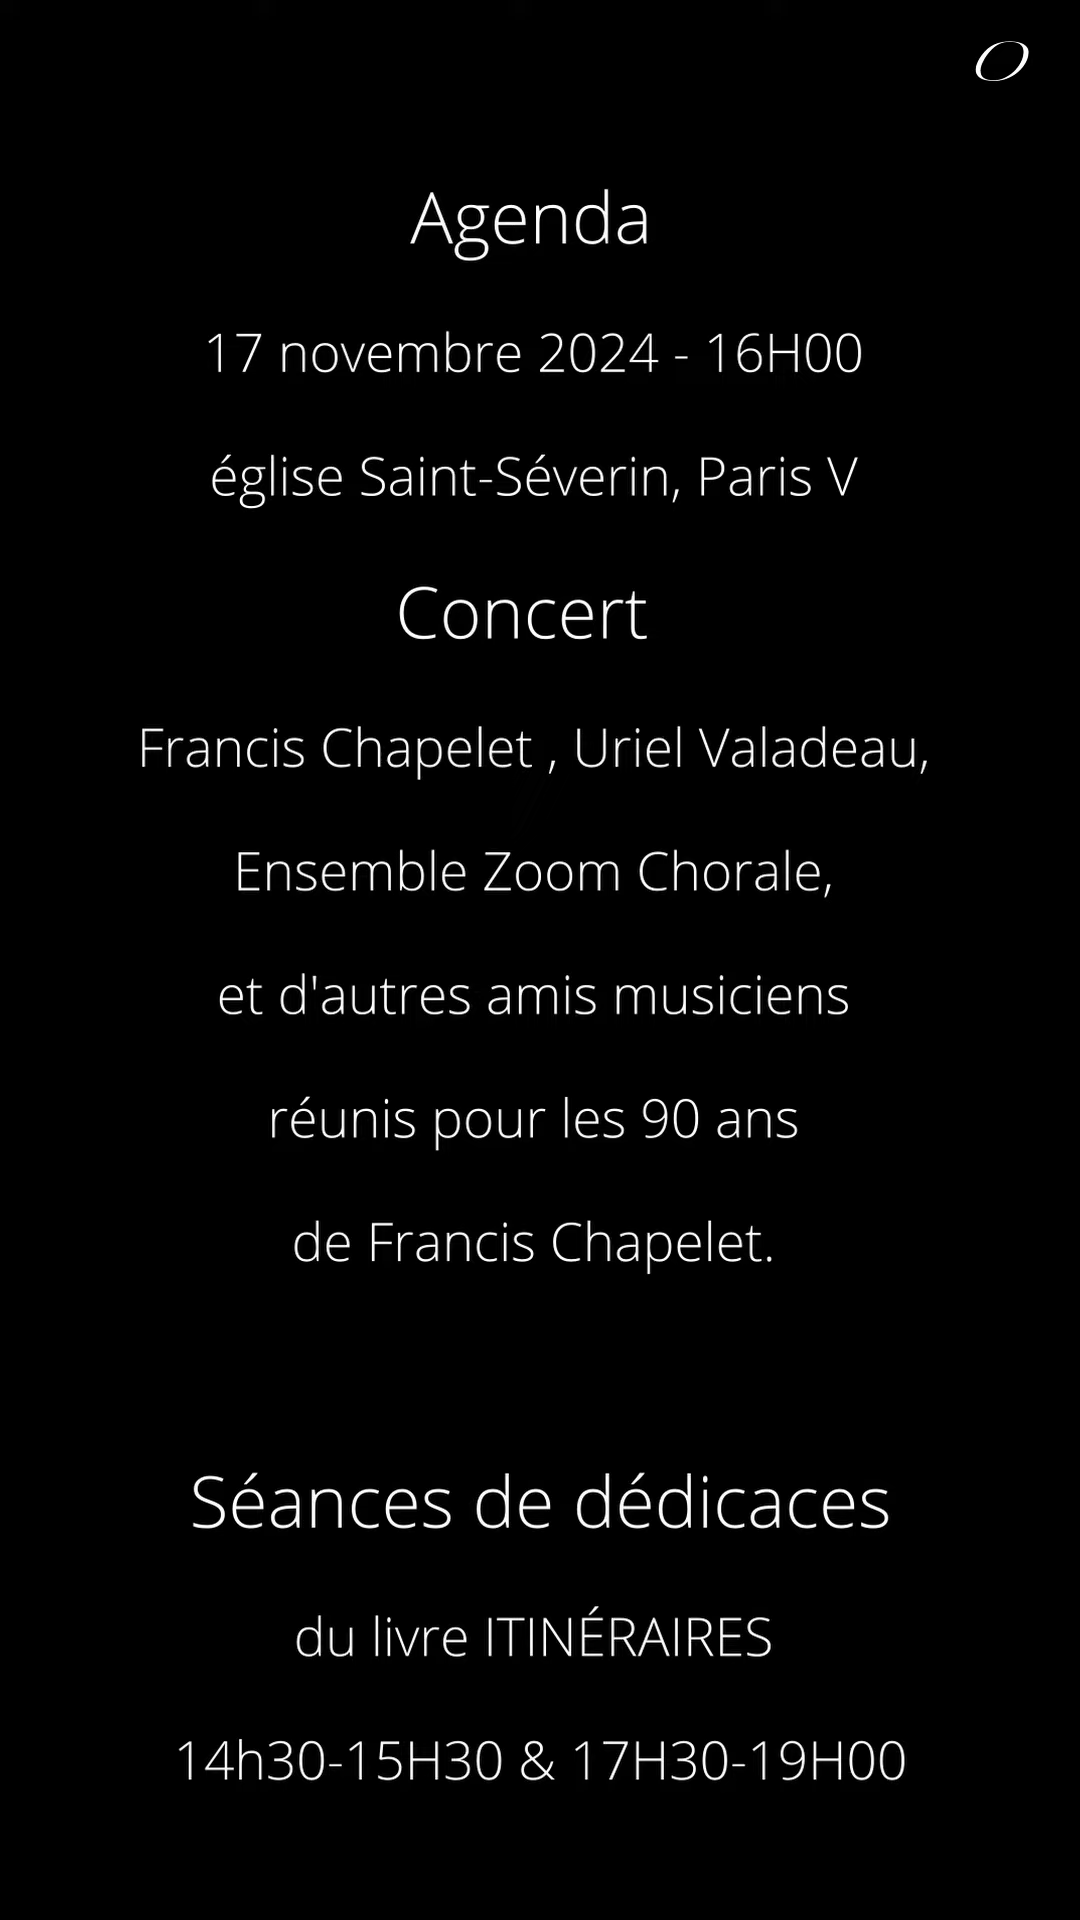 O
Agenda
17 novembre 2024 - 16H00
église Saint-Séverin, Paris V
Concert
Francis Chapelet , Uriel Valadeau,
Ensemble Zoom Chorale,
et d'autres amis musiciens
réunis pour les 90 ans
de Francis Chapelet.
Séances de dédicaces
du livre ITINÉRAIRES
14h30-15H30 & 17H30-19H00